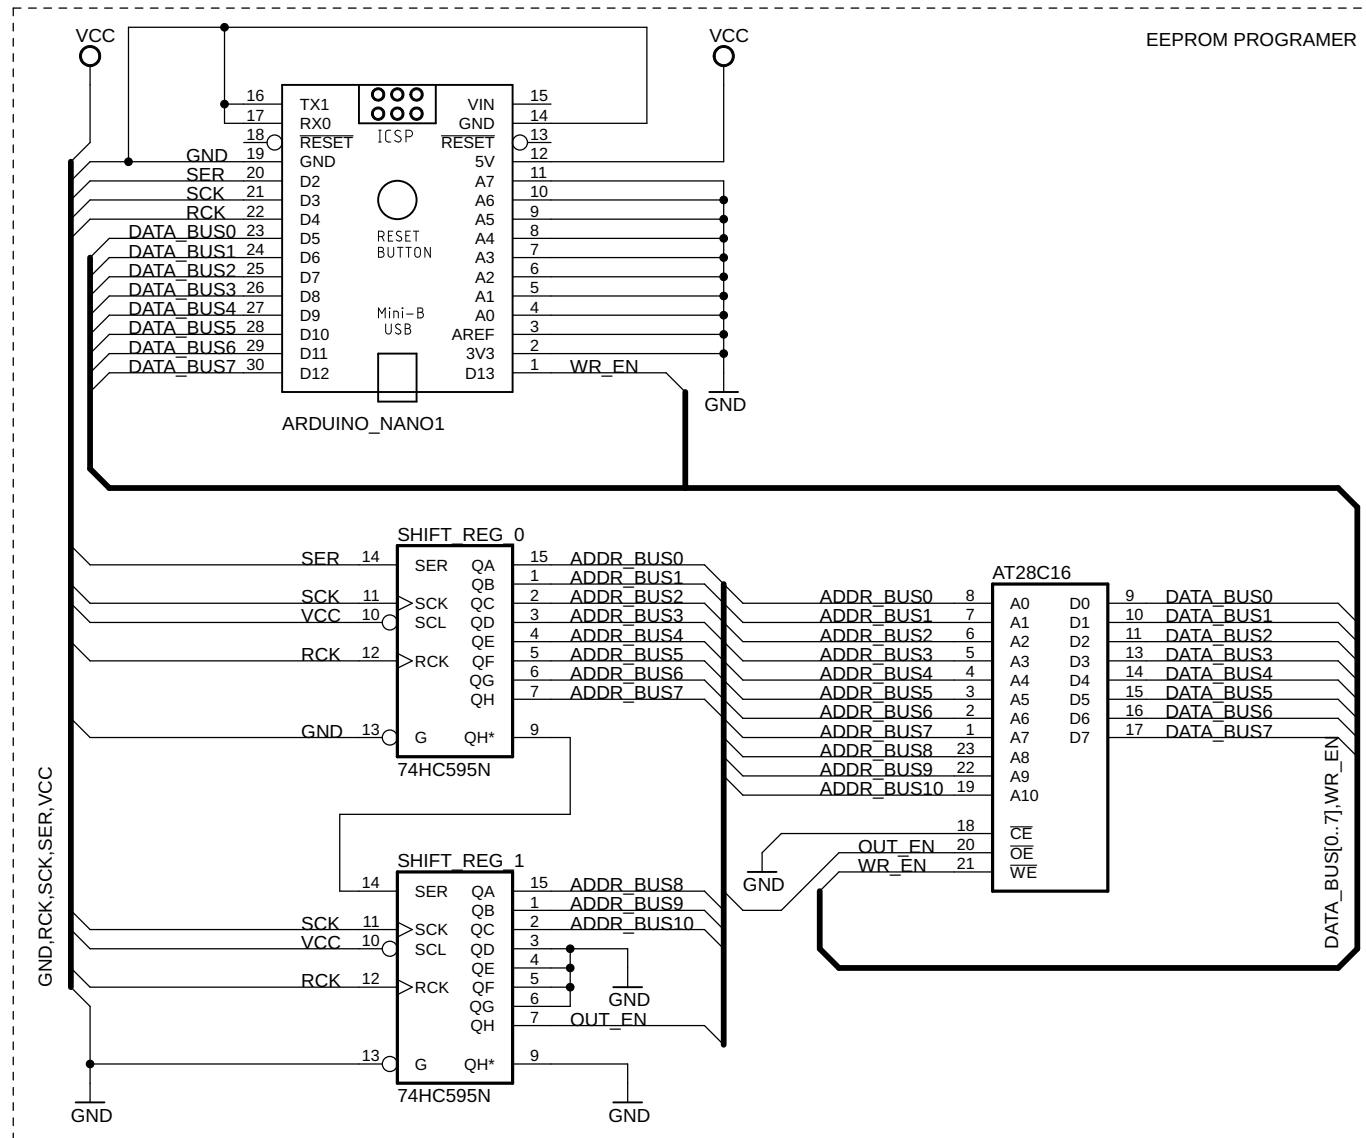 VCC
VCC
EEPROM PROGRAMER
16 TX1 VIN 15
17 RX0 GND 14
ICSP
18 RESET RESET 13
GND 19 GND 5V 12
SER 20 D2 A7 11
SCK 21 D3 A6 10
RCK 22 D4 A5 9
DATA_BUS0 23 D5 A4 8
RESET
BUTTON
DATA_BUS1 24 D6 A3 7
DATA_BUS2 25 D7 A2 6
DATA_BUS3 26 D8 A1 5
DATA_BUS4 27 D9 A0 4
Mini-B
USB
DATA_BUS5 28 D10 AREF 3
DATA_BUS6 29 D11 3V3 2
DATA_BUS7 30 D12 D13 1 WR_EN
GND
ARDUINO_NANO1
SHIFT_REG_0
SER 14 SER QA 15 ADDR_BUS0
QB 1 ADDR_BUS1
SCK 11 SCK QC 2 ADDR_BUS2
VCC 10 SCL QD 3 ADDR_BUS3
QE 4 ADDR_BUS4
RCK 12 RCK QF 5 ADDR_BUS5
QG 6 ADDR_BUS6
QH 7 ADDR_BUS7
GND 13 G QH* 9
74HC595N
AT28C16
ADDR_BUS0 8 A0 D0 9 DATA_BUS0
ADDR_BUS1 7 A1 D1 10 DATA_BUS1
ADDR_BUS2 6 A2 D2 11 DATA_BUS2
ADDR_BUS3 5 A3 D3 13 DATA_BUS3
ADDR_BUS4 4 A4 D4 14 DATA_BUS4
ADDR_BUS5 3 A5 D5 15 DATA_BUS5
ADDR_BUS6 2 A6 D6 16 DATA_BUS6
ADDR_BUS7 1 A7 D7 17 DATA_BUS7
ADDR_BUS8 23 A8
ADDR_BUS9 22 A9
ADDR_BUS10 19 A10
18 CE
OUT_EN 20 OE
WR_EN 21 WE
GND
DATA_BUS[0..7],WR_EN
GND,RCK,SCK,SER,VCC
SHIFT_REG_1
14 SER QA 15 ADDR_BUS8
QB 1 ADDR_BUS9
SCK 11 SCK QC 2 ADDR_BUS10
VCC 10 SCL QD 3
QE 4
RCK 12 RCK QF 5
GND
QG 6
QH 7 OUT_EN
13 G QH* 9
74HC595N
GND
GND